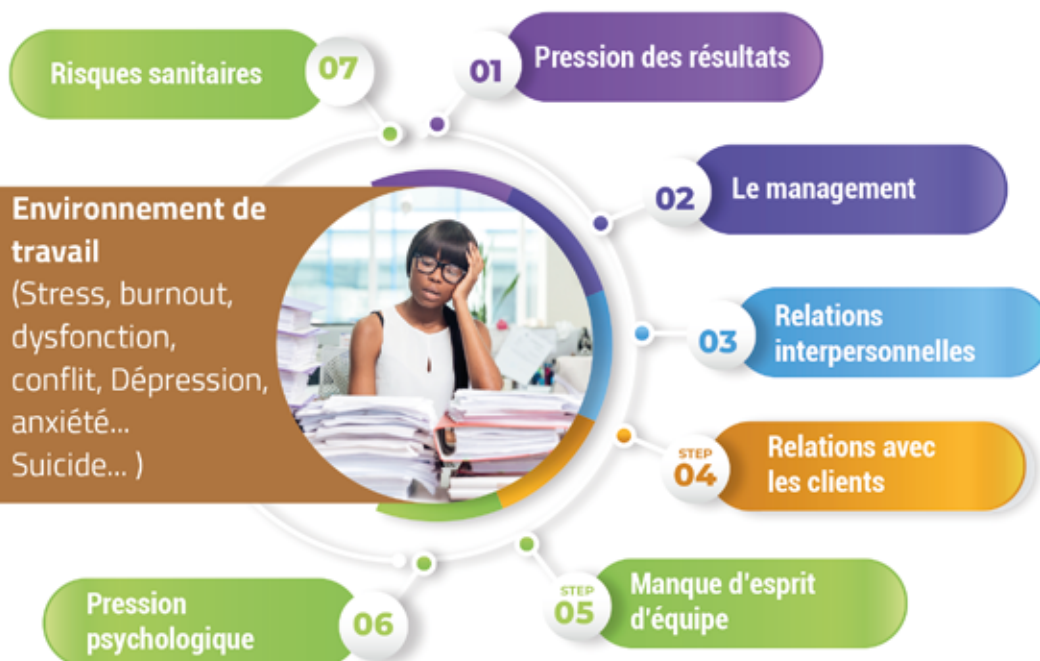 Risques sanitaires
07
01
Pression des résultats
02
Le management
Environnement de
travail
(Stress, burnout,
dysfonction,
conflit, Dépression,
anxiété...
Suicide... )
03
Relations
interpersonnelles
STEP
04
Relations avec
les clients
STEP
05
Manque d'esprit
d'équipe
Pression
psychologique
06